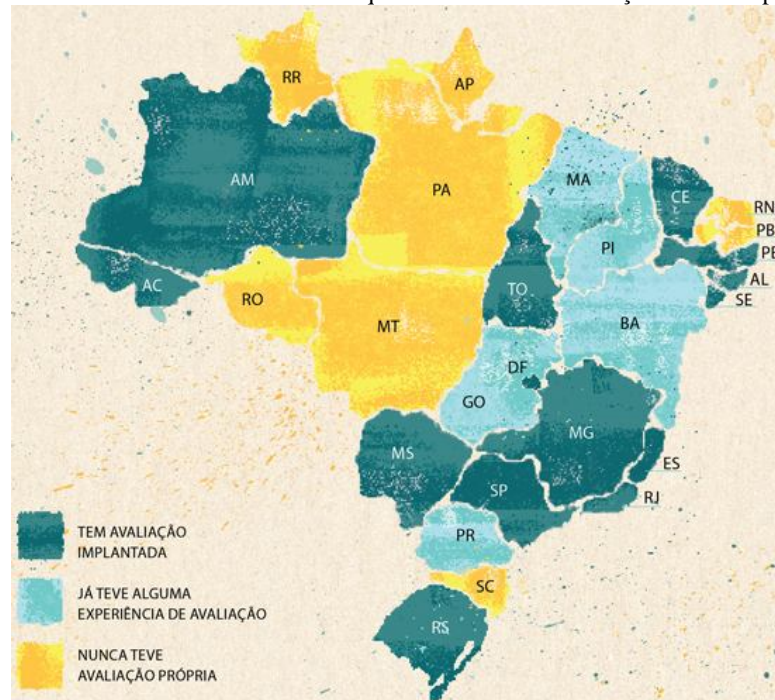 RR
AP
AM
PA
MA
CE
RN
PB
PE
AL
SE
PI
AC
TO
RO
BA
MT
DF
GO
MS
MG
ES
SP
RJ
PR
SC
RS
TEM AVALIAÇÃO
IMPLANTADA
JÁ TEVE ALGUMA
EXPERIÊNCIA DE AVALIAÇÃO
NUNCA TEVE
AVALIAÇÃO PRÓPRIA